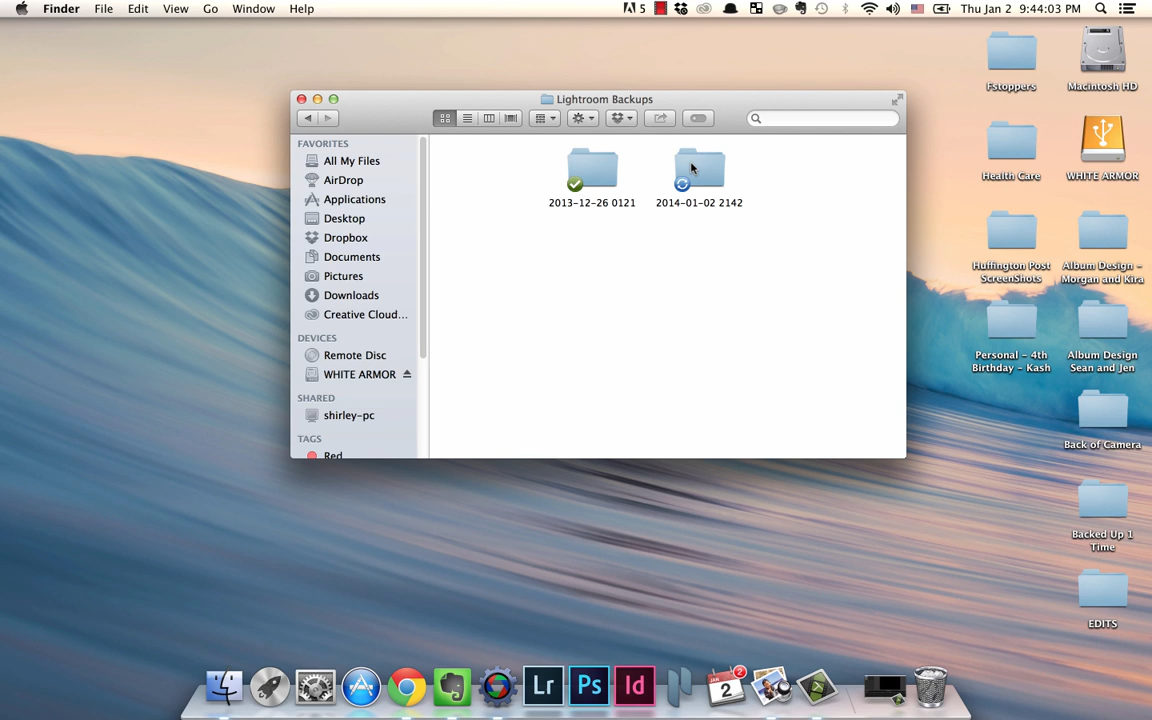 Finder File Edit View Go Window Help
5
Thu Jan 2 9:44:03 PM
Lightroom Backups
FAVORITES
All My Files
AirDrop
Applications
Desktop
Dropbox
Documents
Pictures
Downloads
Creative Cloud...
DEVICES
Remote Disc
WHITE ARMOR
SHARED
shirley-pc
TAGS
Red
2013-12-26 0121
2014-01-02 2142
Fstoppers
Macintosh HD
Health Care
WHITE ARMOR
Huffington Post
ScreenShots
Album Design -
Morgan and Kira
Personal - 4th
Birthday - Kash
Album Design
Sean and Jen
Back of Camera
Backed Up 1
Time
EDITS
Lr
Ps
Id
JAN
2
2